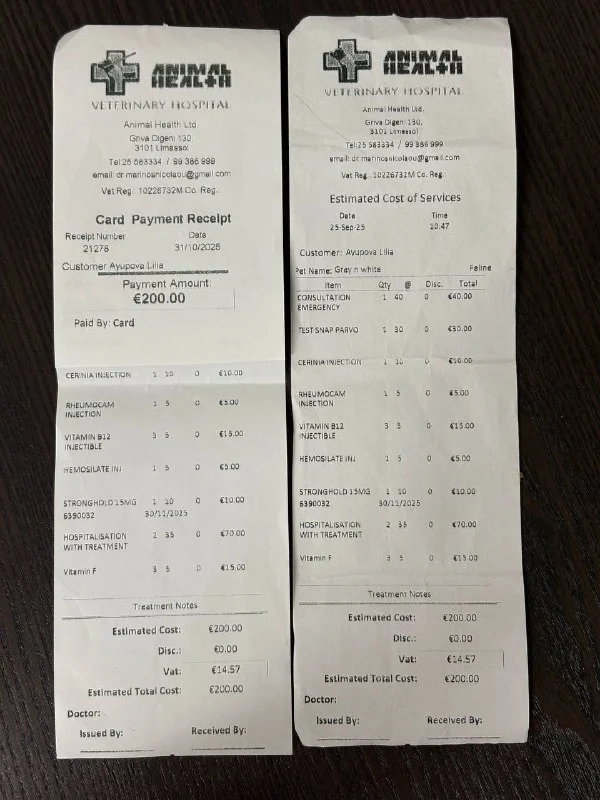 ANIMAL
HEALTH
VETERINARY HOSPITAL
Animal Health Ltd.
Griva Digeni 130,
3101 Limassol
Tel:25 583334 / 99 386 999
email: dr.marinosnicolaou@gmail.com
Vat Reg: 10226732M Co. Reg.:
Card Payment Receipt
Receipt Number Date
21276 31/10/2025
Customer Ayupova Lilia
Payment Amount:
€200.00
Paid By: Card
CERINIA INJECTION 1 10 0 €10.00
RHEUMOCAM 1 5 0 €5.00
INJECTION
VITAMIN B12 3 5 0 €15.00
INJECTIBLE
HEMOSILATE INJ 1 5 0 €5.00
STRONGHOLD 15MG 1 10 0 €10.00
6390032 30/11/2025
HOSPITALISATION 2 35 0 €70.00
WITH TREATMENT
Vitamin F 3 5 0 €15.00
Treatment Notes
Estimated Cost: €200.00
Disc.: €0.00
Vat: €14.57
Estimated Total Cost: €200.00
Doctor:
Issued By: Received By:
ANIMAL
HEALTH
VETERINARY HOSPITAL
Animal Health Ltd.
Griva Digeni 130,
3101 Limassol
Tel:25 583334 / 99 386 999
email: dr.marinosnicolaou@gmail.com
Vat Reg: 10226732M Co. Reg.:
Estimated Cost of Services
Date Time
25-Sep-25 10:47
Customer: Ayupova Lilia
Pet Name: Grey n white Feline
Item Qty @ Disc. Total
CONSULTATION 1 40 0 €40.00
EMERGENCY
TEST SNAP PARVO 1 30 0 €30.00
CERINIA INJECTION 1 10 0 €10.00
RHEUMOCAM 1 5 0 €5.00
INJECTION
VITAMIN B12 3 5 0 €15.00
INJECTIBLE
HEMOSILATE INJ 1 5 0 €5.00
STRONGHOLD 15MG 1 10 0 €10.00
6390032 30/11/2025
HOSPITALISATION 2 35 0 €70.00
WITH TREATMENT
Vitamin F 3 5 0 €15.00
Treatment Notes
Estimated Cost: €200.00
Disc.: €0.00
Vat: €14.57
Estimated Total Cost: €200.00
Doctor:
Issued By: Received By: